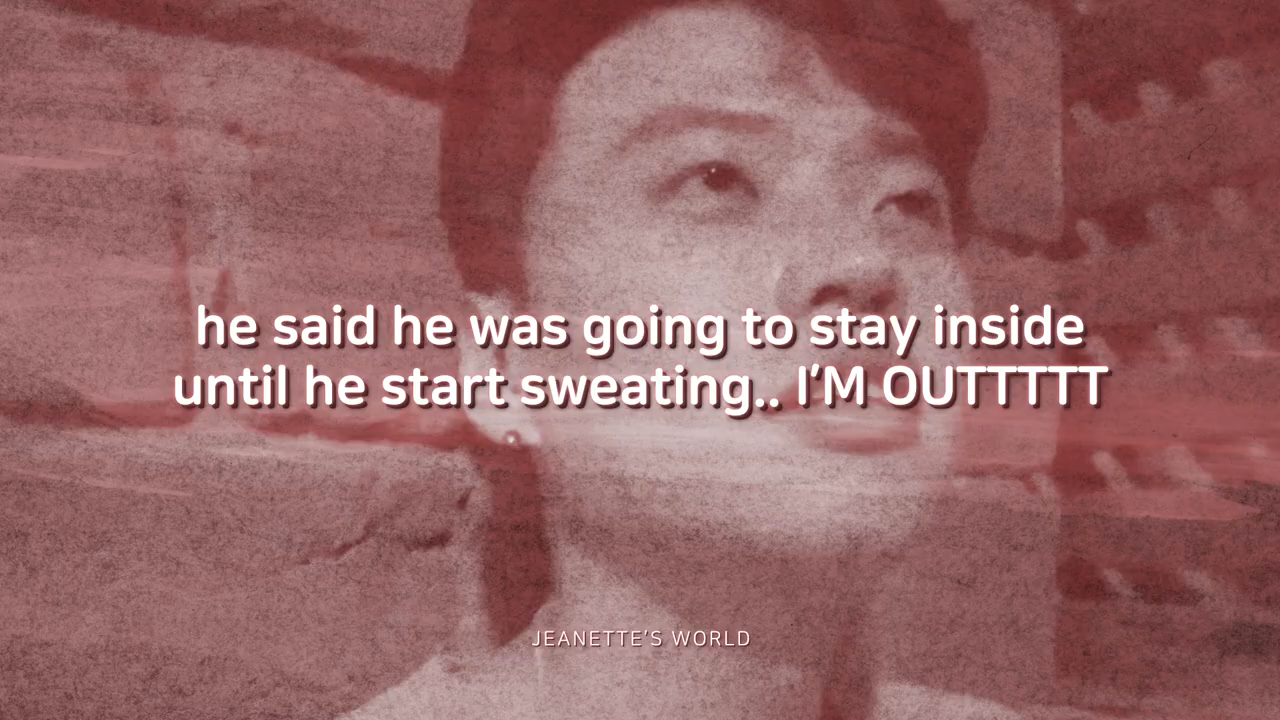 he said he was going to stay inside
until he start sweating.. I'M OUTTTTT
JEANETTE'S WORLD